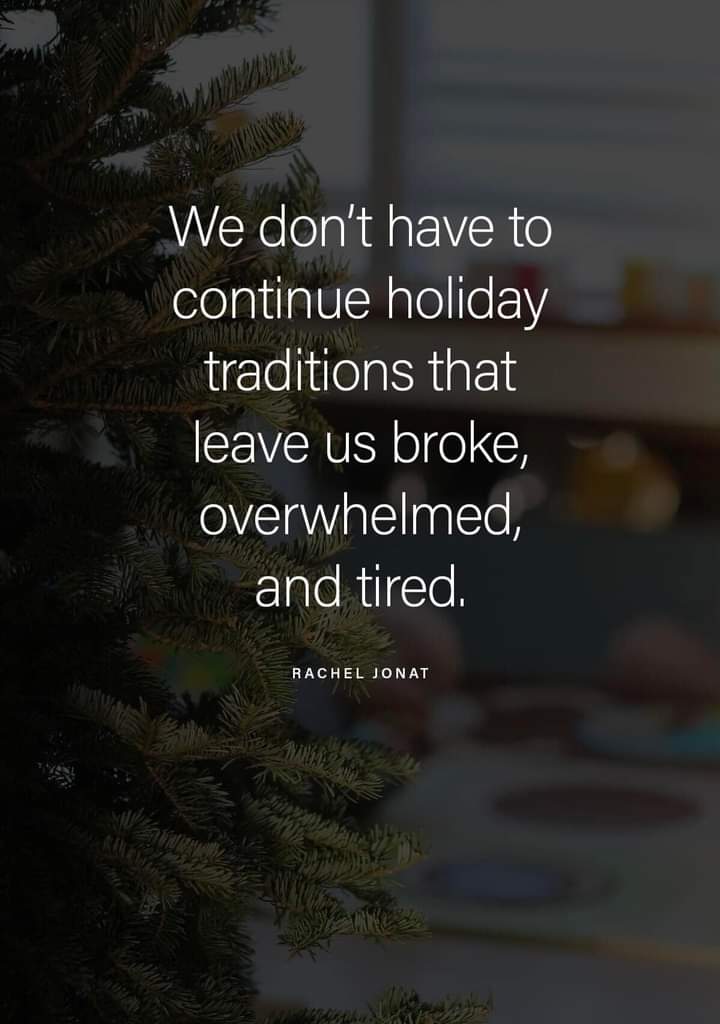 We don’t have to
continue holiday
traditions that
leave us broke,
overwhelmed,
and tired.
RACHEL JONAT